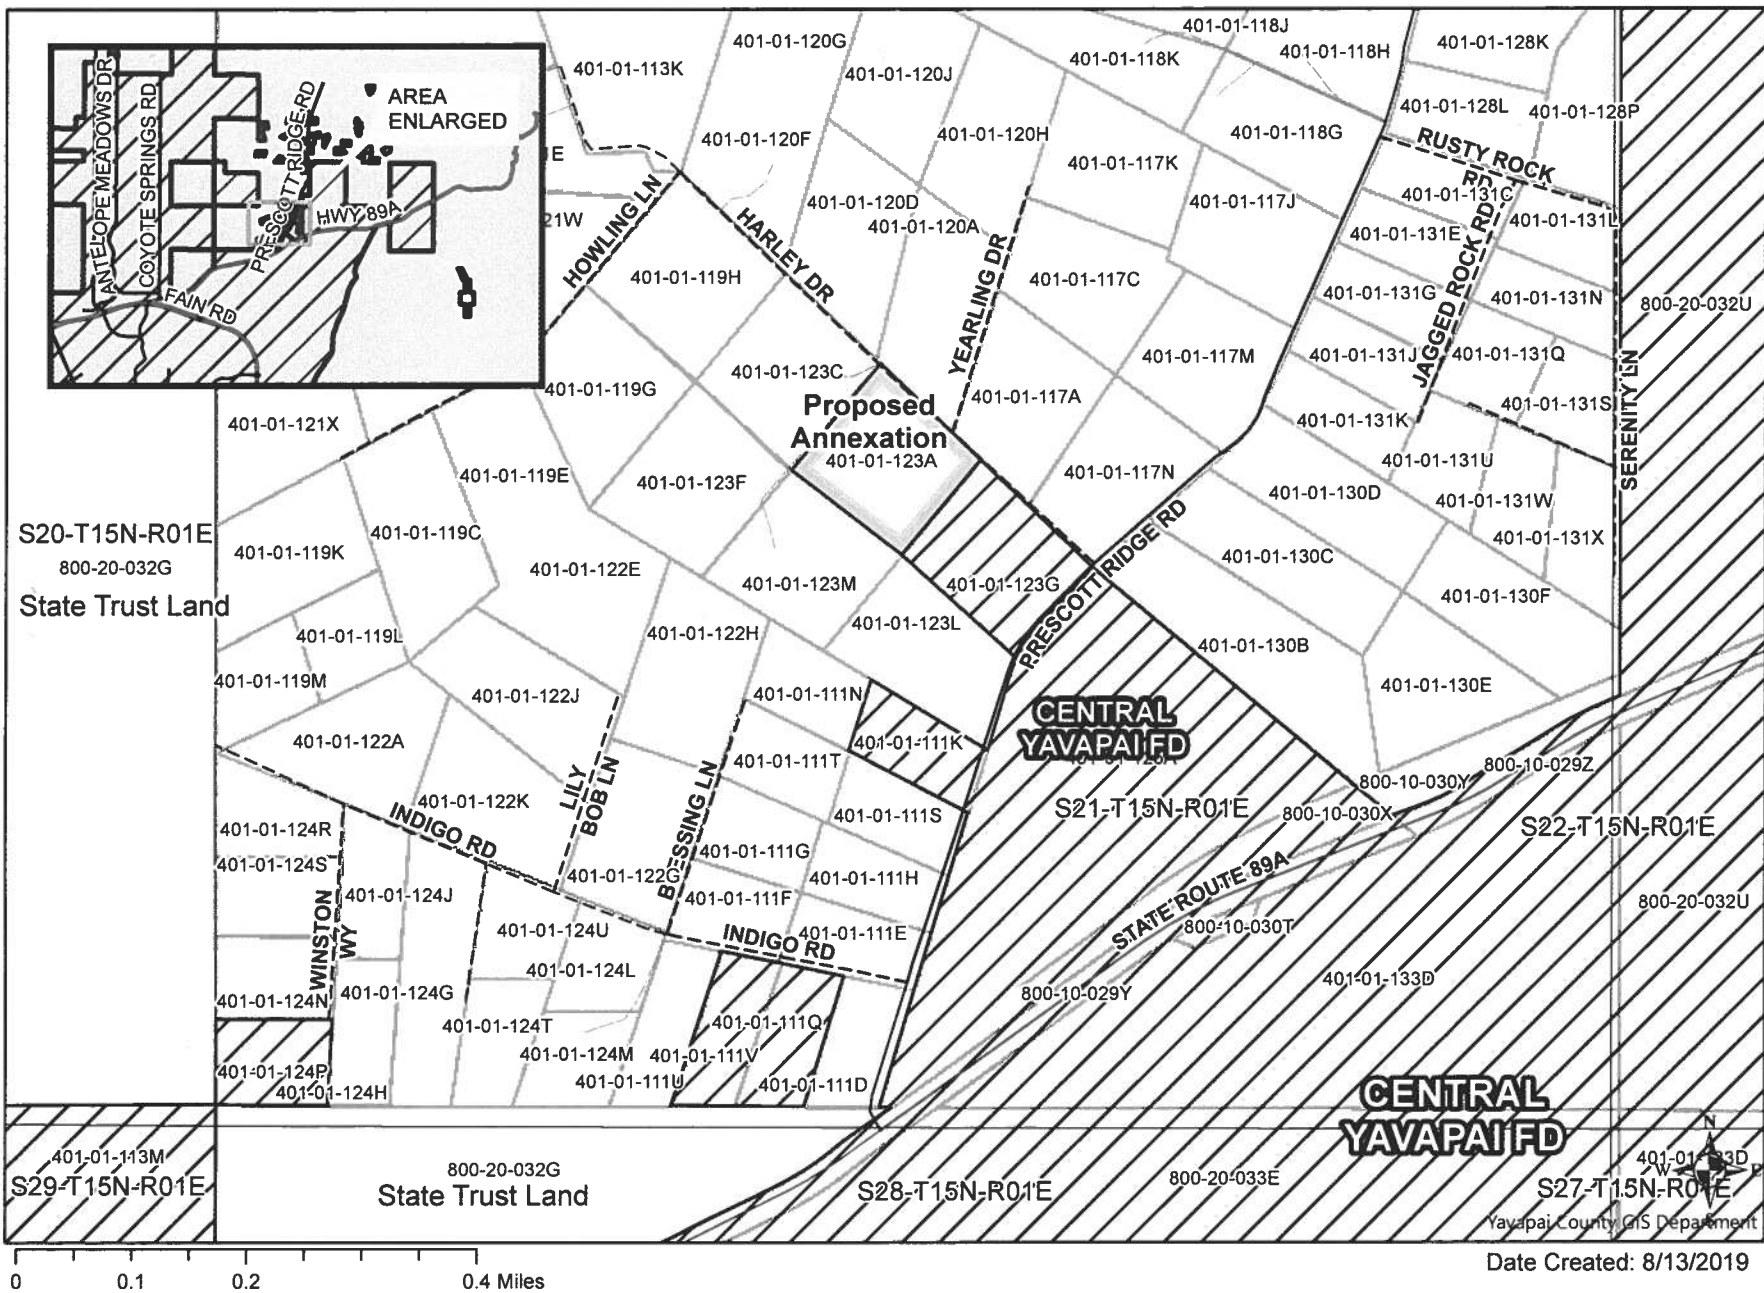 401-01-118J
401-01-120G
401-01-118H
401-01-128K
401-01-113K
401-01-120J
401-01-118K
ANTELOPE MEADOWS DR
COYOTE SPRINGS RD
PRESCOTT RIDGE RD
AREA
ENLARGED
HWY 89A
FAIN RD
401-01-128L
401-01-128P
401-01-120F
401-01-120H
401-01-118G
RUSTY ROCK
RD
401-01-117K
401-01-131C
HOWLING LN
HARLEY DR
401-01-120D
401-01-120A
401-01-117J
401-01-131L
21W
401-01-131E
JAGGED ROCK RD
401-01-119H
YEARLING DR
401-01-117C
401-01-131G
401-01-131N
800-20-032U
401-01-117M
401-01-131J
401-01-131Q
SERENITY LN
401-01-123C
401-01-119G
401-01-117A
401-01-131S
Proposed
Annexation
401-01-123A
401-01-121X
401-01-131K
401-01-119E
401-01-123F
401-01-117N
401-01-131U
401-01-130D
401-01-131W
S20-T15N-R01E
800-20-032G
State Trust Land
401-01-119K
401-01-119C
401-01-131X
401-01-122E
401-01-123M
401-01-123G
PRESCOTT RIDGE RD
401-01-130C
401-01-130F
401-01-119L
401-01-122H
401-01-123L
401-01-130B
401-01-119M
401-01-122J
401-01-111N
401-01-130E
CENTRAL
YAVAPAI FD
401-01-122A
401-01-111K
401-01-111T
800-10-029Z
800-10-030Y
LILY
BOB LN
BLESSING LN
401-01-122K
INDIGO RD
401-01-111S
S21-T15N-R01E
800-10-030X
S22-T15N-R01E
401-01-124R
401-01-124S
401-01-111G
401-01-122G
401-01-111H
STATE ROUTE 89A
401-01-124J
401-01-111F
800-20-032U
WINSTON
WY
401-01-124U
INDIGO RD
401-01-111E
800-10-030T
401-01-124L
401-01-133D
401-01-124N
401-01-124G
800-10-029Y
401-01-124T
401-01-111Q
401-01-124M
401-01-111V
401-01-124P
401-01-124H
401-01-111U
401-01-111D
CENTRAL
YAVAPAI FD
401-01-113M
S29-T15N-R01E
800-20-032G
State Trust Land
S28-T15N-R01E
800-20-033E
N
W
E
S
401-01-133D
S27-T15N-R01E
Yavapai County GIS Department
0 0.1 0.2 0.4 Miles
Date Created: 8/13/2019